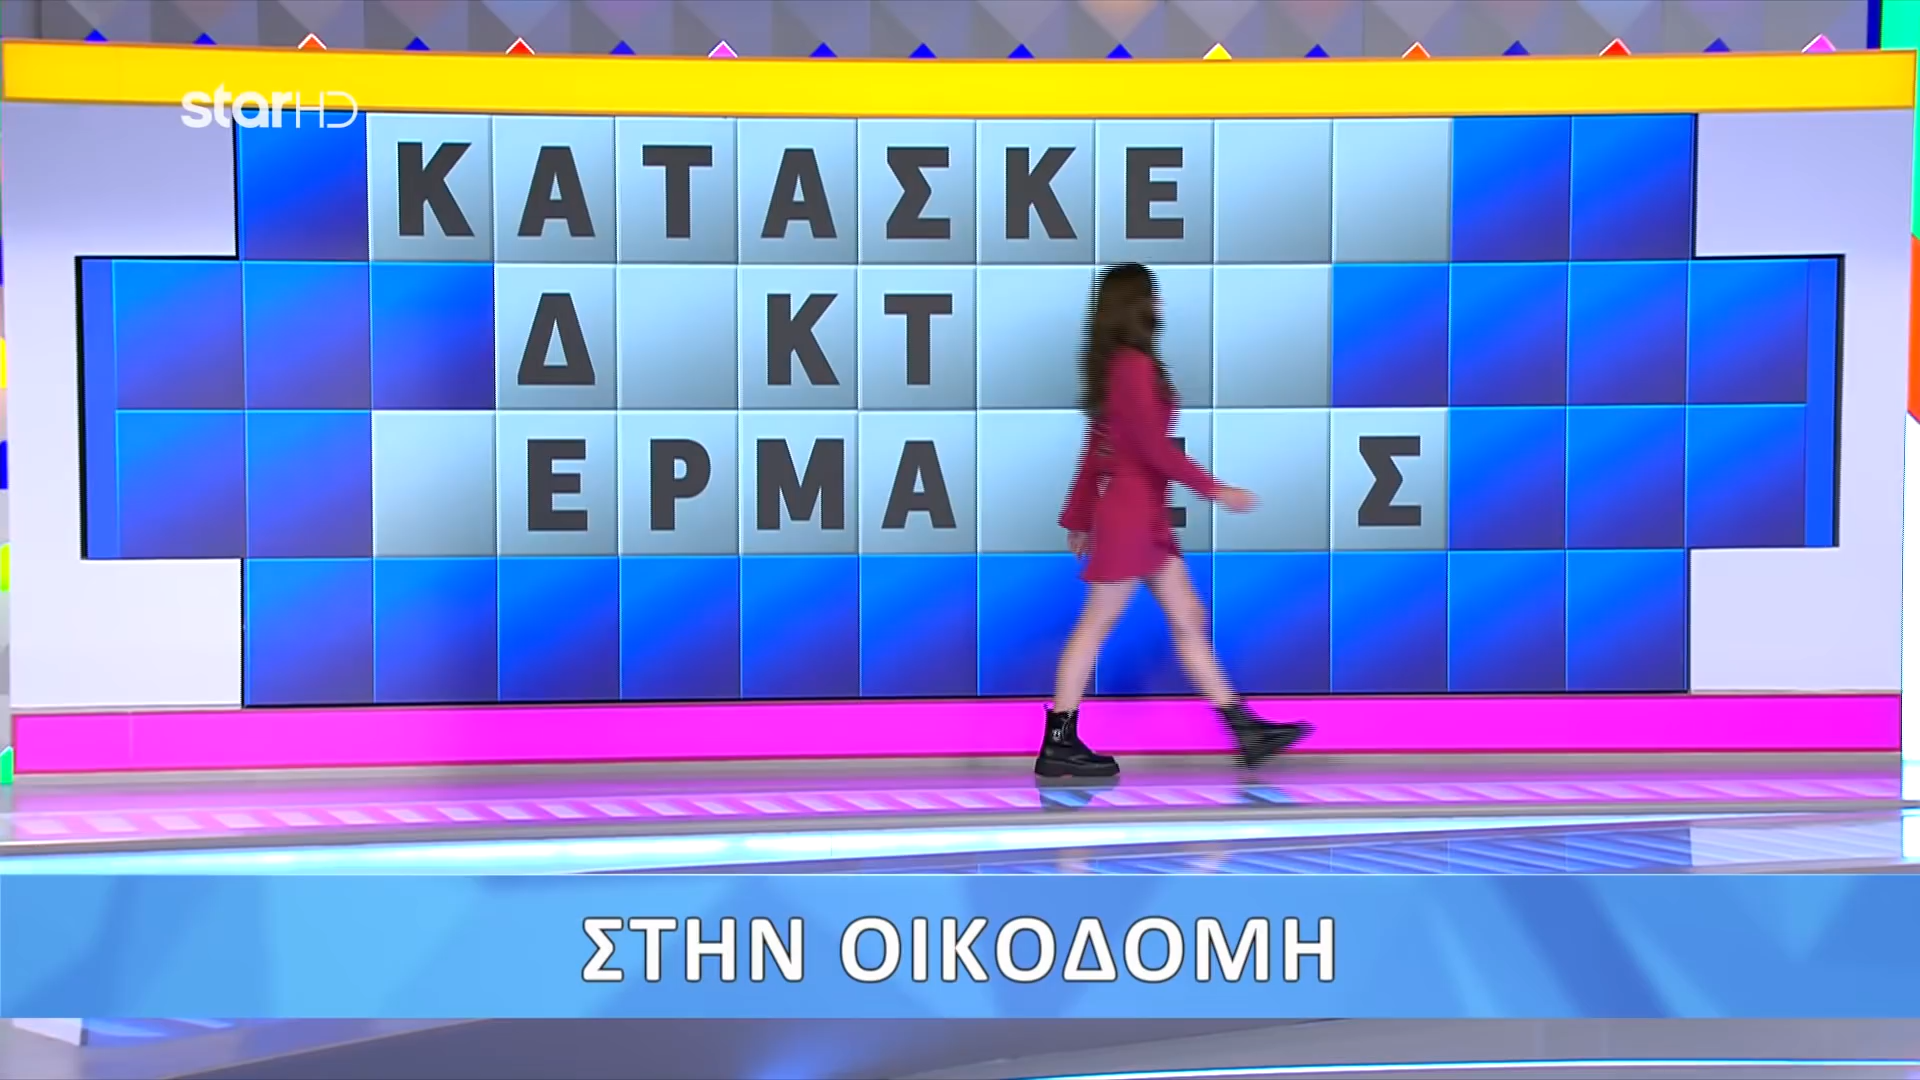 starHD
ΚΑΤΑΣΚΕ
Δ ΚΤ
ΕΡΜΑ Σ
ΣΤΗΝ ΟΙΚΟΔΟΜΗ